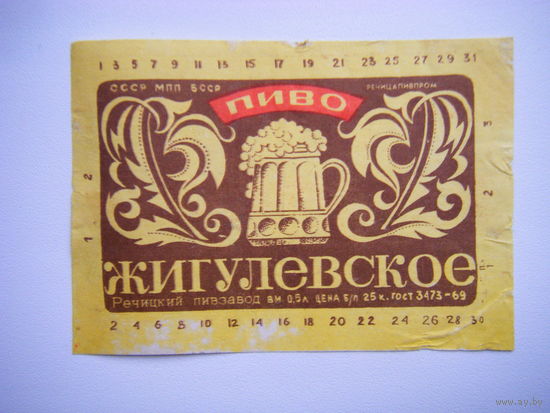 1 3 5 7 9 11 13 15 17 19 21 23 25 27 29 31
СССР МПП БССР
РЕЧИЦАПИВПРОМ
ПИВО
ЖИГУЛЕВСКОЕ
Речицкий пивзавод вм. 0,5л ЦЕНА б/п 25 к. ГОСТ 3473-69
2 4 6 8 10 12 14 16 18 20 22 24 26 28 30
1 2
1 2 3
www.ay.by